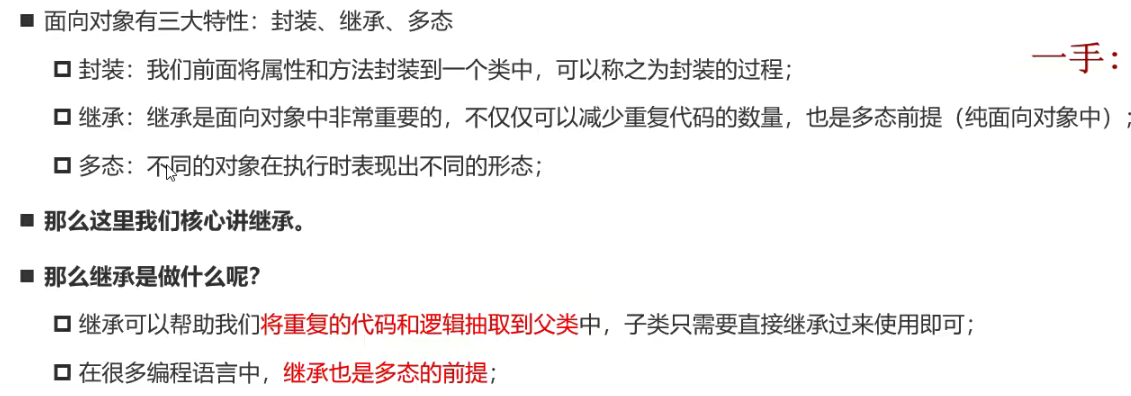 面向对象有三大特性：封装、继承、多态
封装：我们前面将属性和方法封装到一个类中，可以称之为封装的过程；
一手：
继承：继承是面向对象中非常重要的，不仅仅可以减少重复代码的数量，也是多态前提（纯面向对象中）；
多态：不同的对象在执行时表现出不同的形态；
那么这里我们核心讲继承。
那么继承是做什么呢？
继承可以帮助我们将重复的代码和逻辑抽取到父类中，子类只需要直接继承过来使用即可；
在很多编程语言中，继承也是多态的前提；